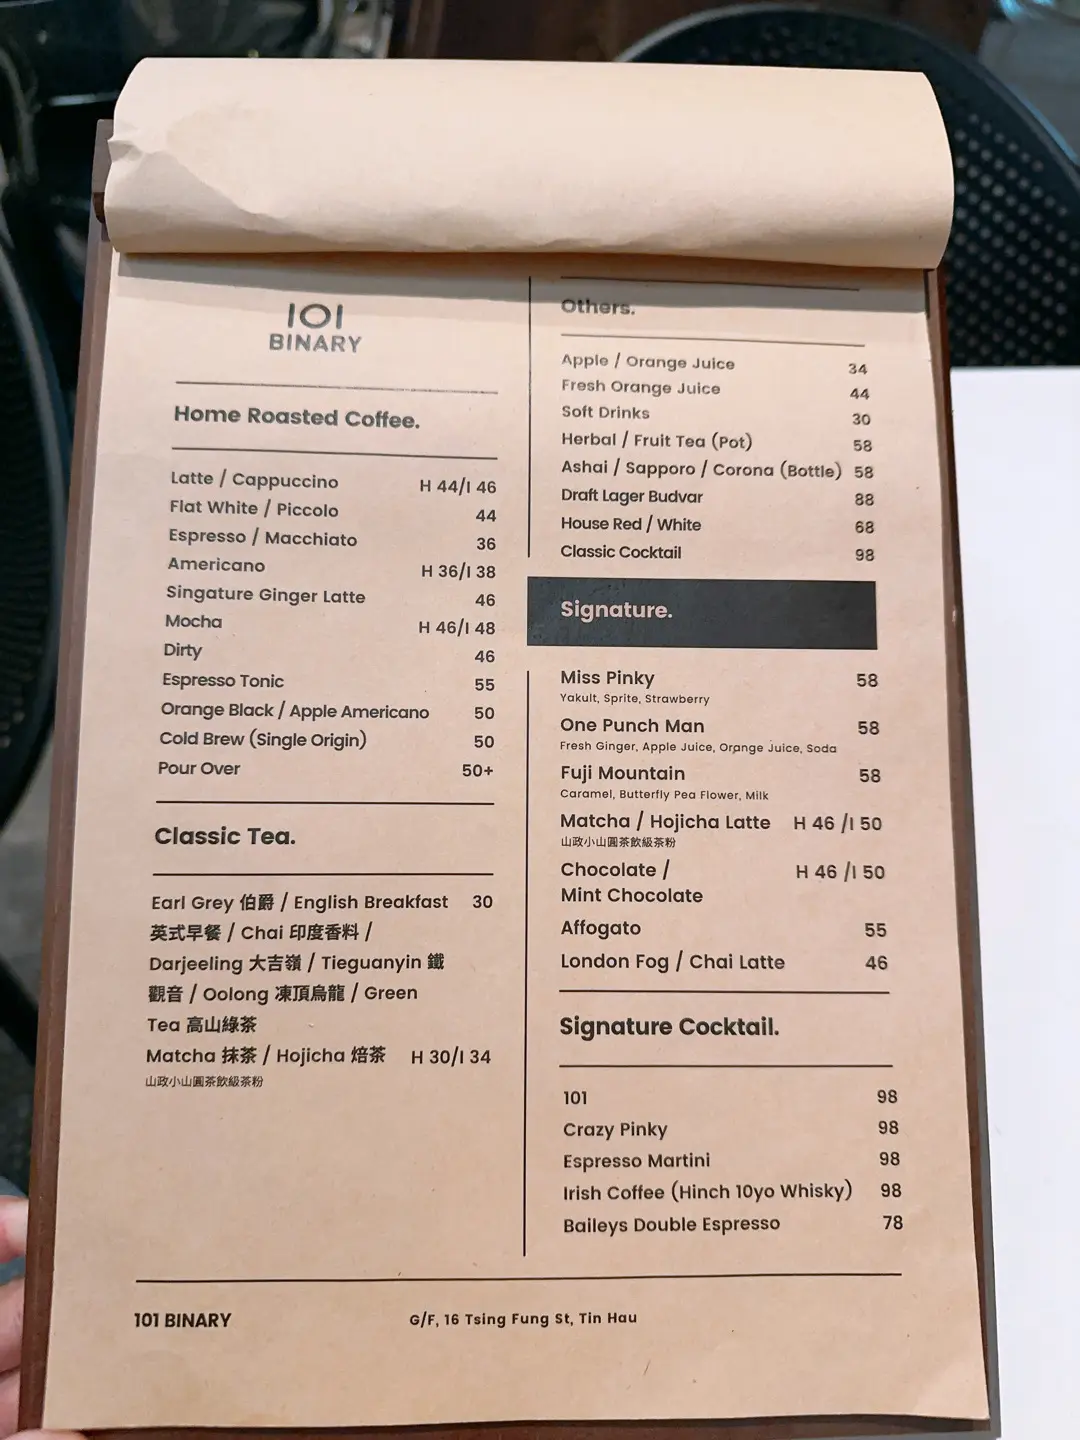 101
BINARY
Home Roasted Coffee.
Latte / Cappuccino H 44/I 46
Flat White / Piccolo 44
Espresso / Macchiato 36
Americano H 36/I 38
Singature Ginger Latte 46
Mocha H 46/I 48
Dirty 46
Espresso Tonic 55
Orange Black / Apple Americano 50
Cold Brew (Single Origin) 50
Pour Over 50+
Classic Tea.
Earl Grey 伯爵 / English Breakfast 30
英式早餐 / Chai 印度香料 /
Darjeeling 大吉嶺 / Tieguanyin 鐵
觀音 / Oolong 凍頂烏龍 / Green
Tea 高山綠茶
Matcha 抹茶 / Hojicha 焙茶 H 30/I 34
山政小山園茶飲級茶粉
Others.
Apple / Orange Juice 34
Fresh Orange Juice 44
Soft Drinks 30
Herbal / Fruit Tea (Pot) 58
Ashai / Sapporo / Corona (Bottle) 58
Draft Lager Budvar 88
House Red / White 68
Classic Cocktail 98
Signature.
Miss Pinky 58
Yakult, Sprite, Strawberry
One Punch Man 58
Fresh Ginger, Apple Juice, Orange Juice, Soda
Fuji Mountain 58
Caramel, Butterfly Pea Flower, Milk
Matcha / Hojicha Latte H 46 /I 50
山政小山園茶飲級茶粉
Chocolate / H 46 /I 50
Mint Chocolate
Affogato 55
London Fog / Chai Latte 46
Signature Cocktail.
101 98
Crazy Pinky 98
Espresso Martini 98
Irish Coffee (Hinch 10yo Whisky) 98
Baileys Double Espresso 78
101 BINARY G/F, 16 Tsing Fung St, Tin Hau